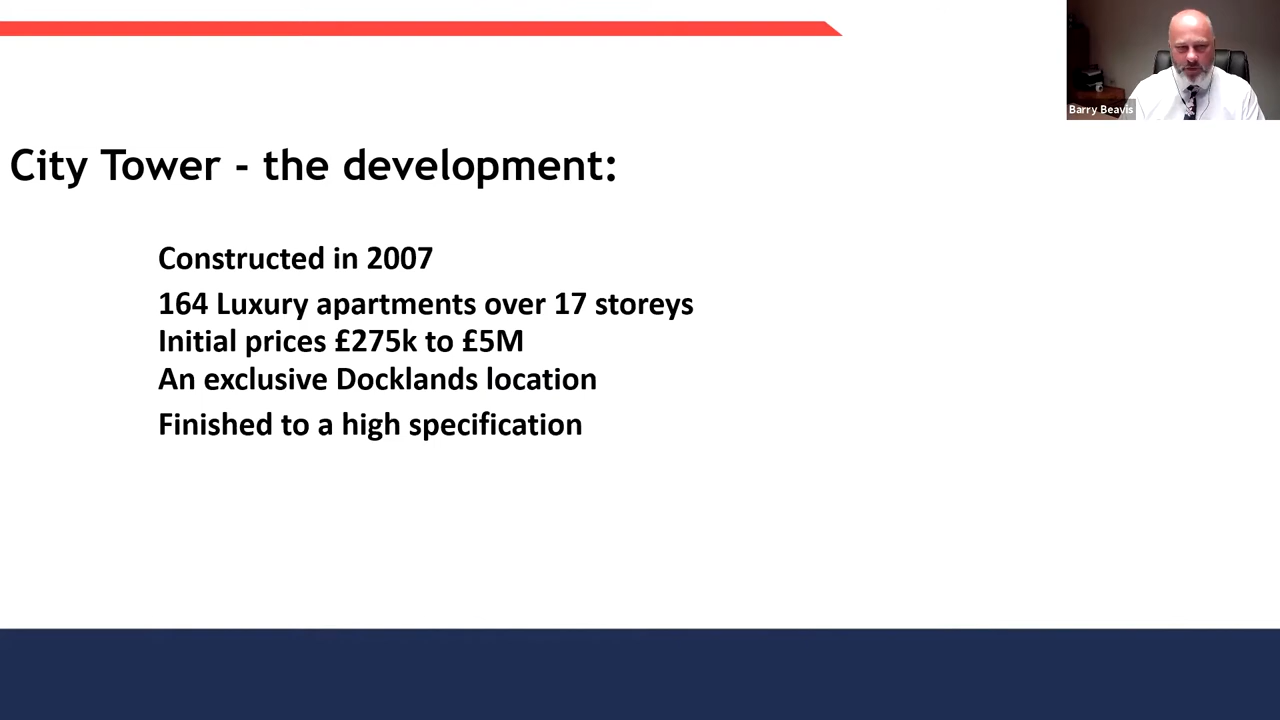 Barry Beavis
City Tower - the development:
Constructed in 2007
164 Luxury apartments over 17 storeys
Initial prices £275k to £5M
An exclusive Docklands location
Finished to a high specification